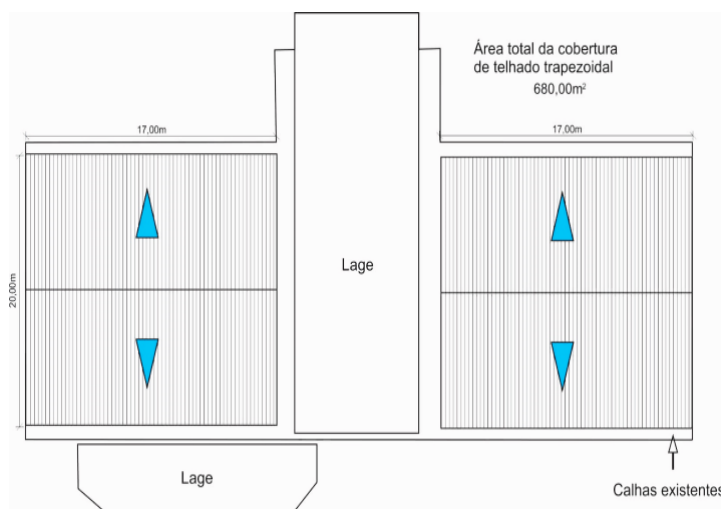 Área total da cobertura
de telhado trapezoidal
680,00m²
17,00m
17,00m
Lage
20,00m
Lage
Calhas existentes